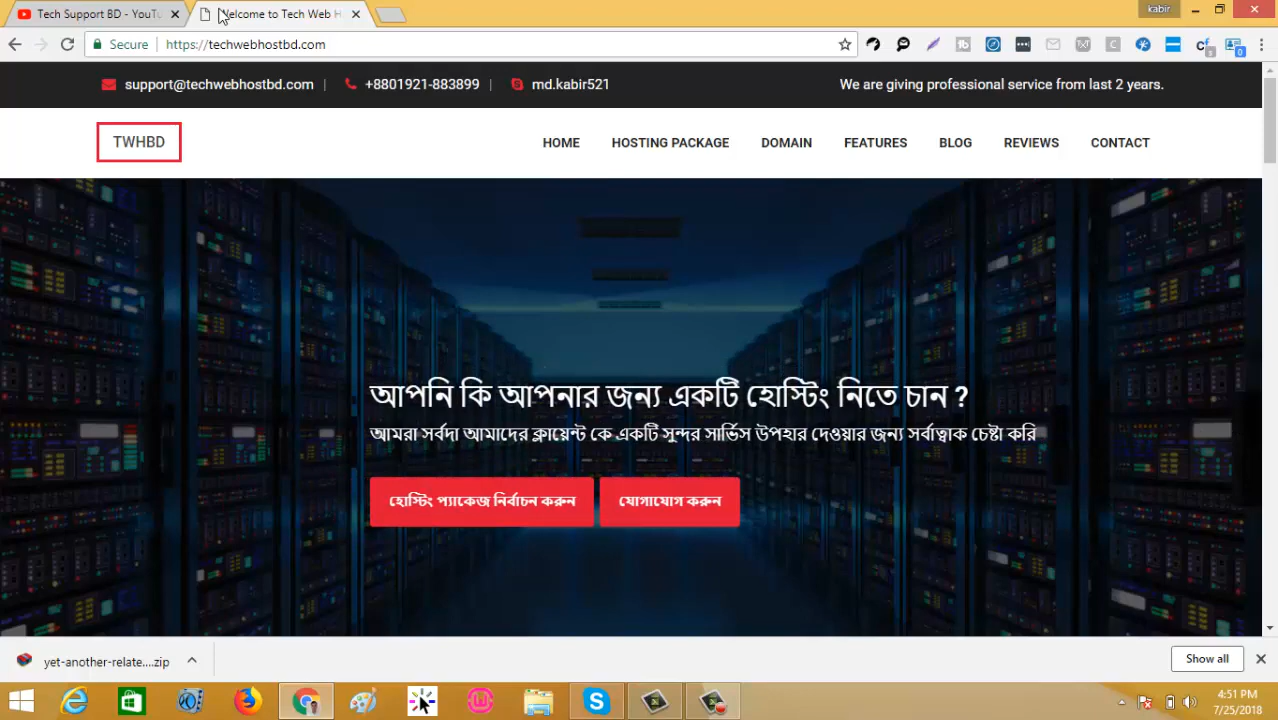 Tech Support BD - YouTu
Welcome to Tech Web H
kabir
Secure
https://techwebhostbd.com
support@techwebhostbd.com
+8801921-883899
md.kabir521
We are giving professional service from last 2 years.
TWHBD
HOME
HOSTING PACKAGE
DOMAIN
FEATURES
BLOG
REVIEWS
CONTACT
আপনি কি আপনার জন্য একটি হোস্টিং নিতে চান ?
আমরা সর্বদা আমাদের ক্লায়েন্ট কে একটি সুন্দর সার্ভিস উপহার দেওয়ার জন্য সর্বাত্বাক চেষ্টা করি
হোস্টিং প্যাকেজ নির্বাচন করুন
যোগাযোগ করুন
yet-another-relate....zip
Show all
4:51 PM
7/25/2018